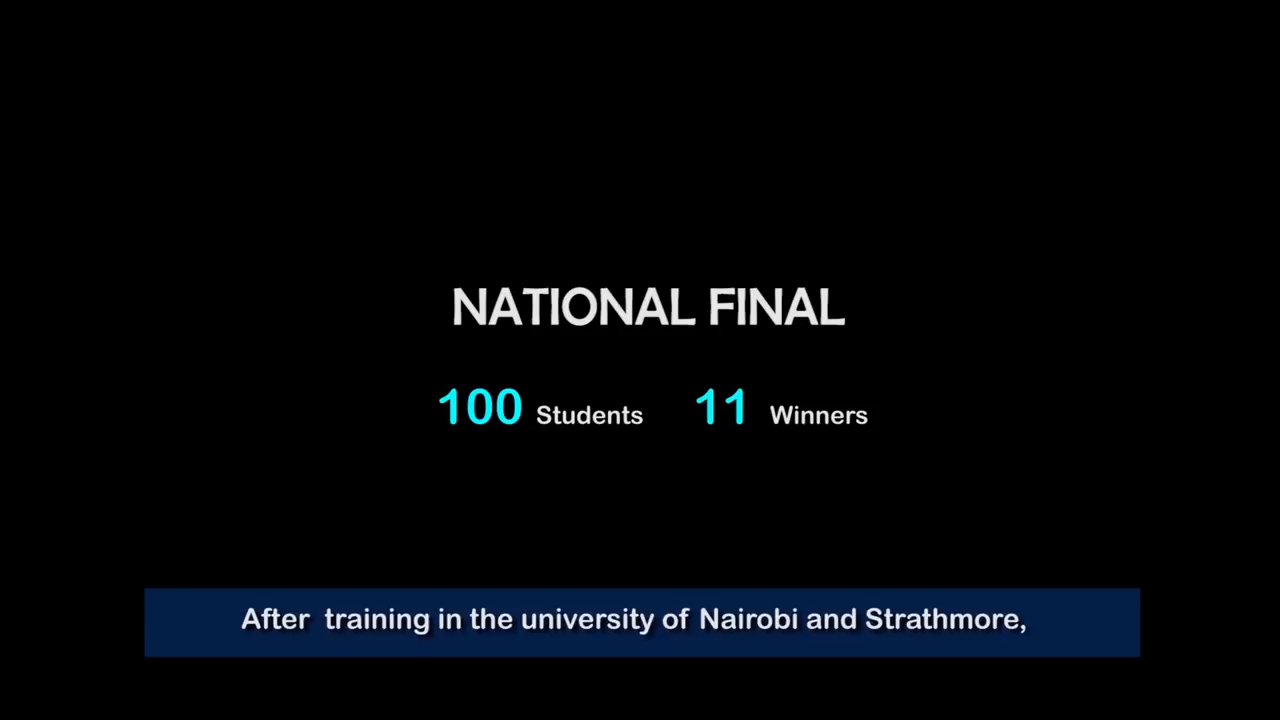 NATIONAL FINAL
100 Students 11 Winners
After training in the university of Nairobi and Strathmore,